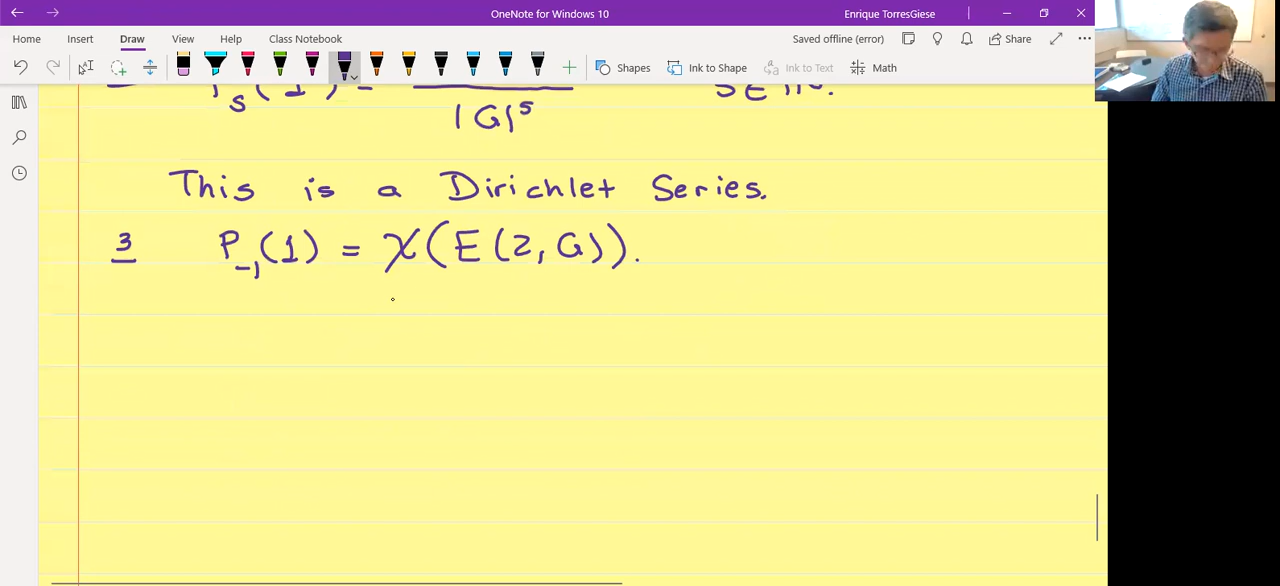 OneNote for Windows 10
Enrique TorresGiese
Home Insert Draw View Help Class Notebook
Saved offline (error) Share
Shapes Ink to Shape Ink to Text Math
|G|^s
This is a Dirichlet Series.
3 P_{-1}(1) = χ(E(2,G)).